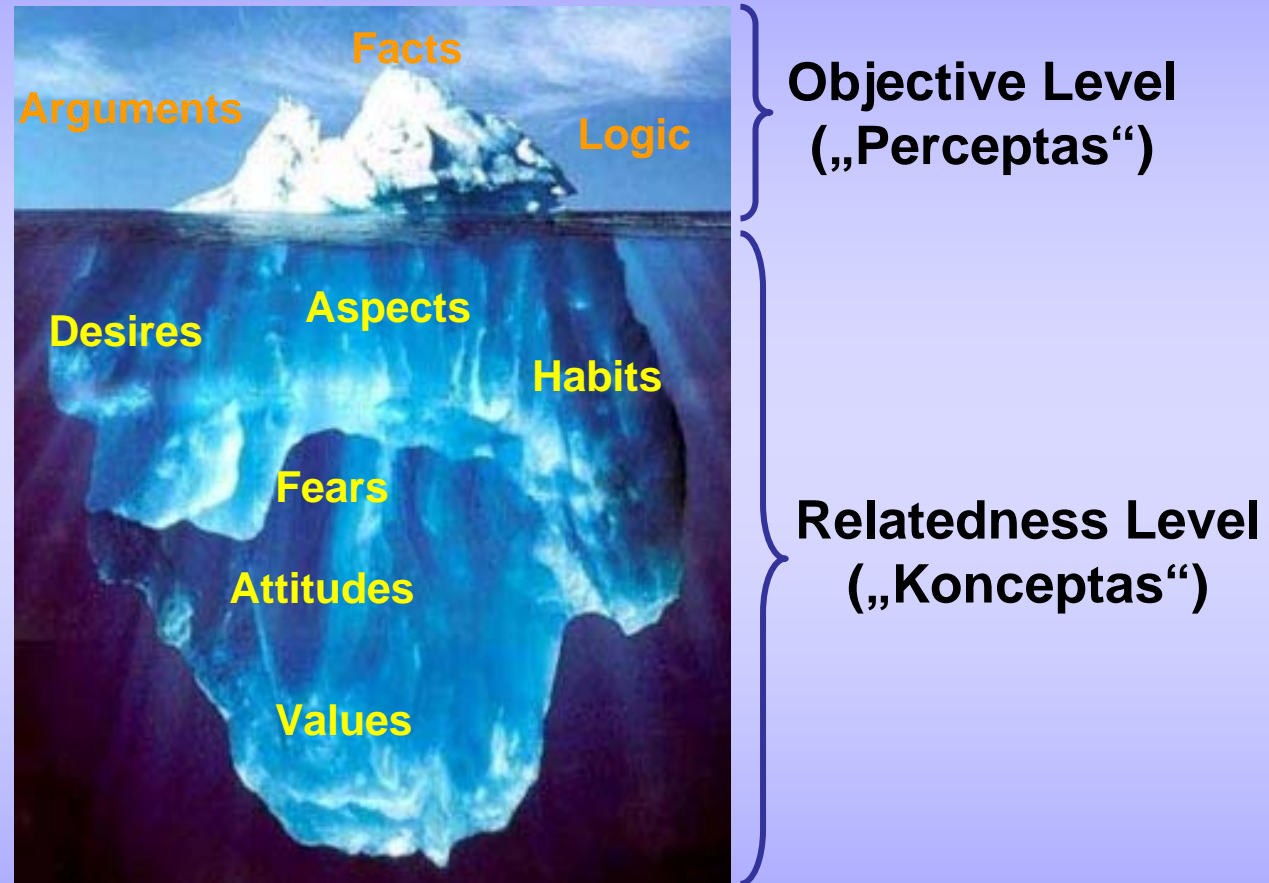 Facts
Arguments
Logic
Objective Level
(„Perceptas“)
Aspects
Desires
Habits
Fears
Attitudes
Values
Relatedness Level
(„Konceptas“)